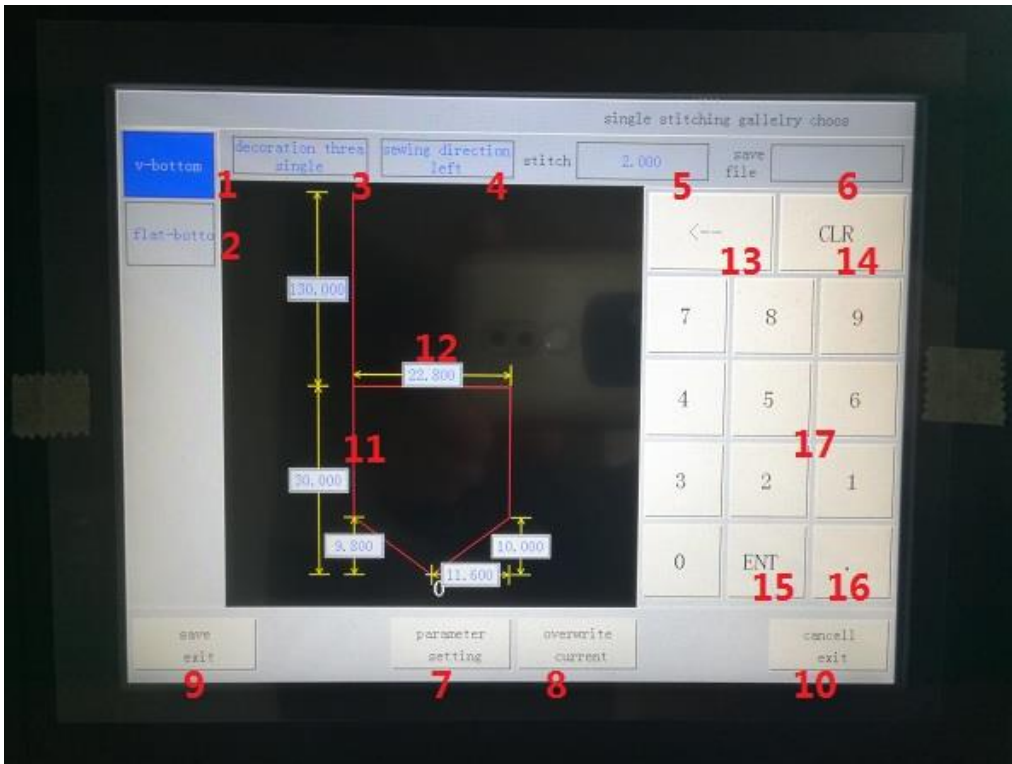 single stitching gallelry choos
v-bottom
1
decoration threa
single
3
sewing direction
left
4
stitch
2.000
5
save
file
6
flat-botto
2
<--
13
CLR
14
130.000
7
8
9
12
22.800
4
5
6
17
11
30.000
3
2
1
9.800
10.000
11.600
0
0
ENT
15
.
16
save
exit
9
parameter
setting
7
overwrite
current
8
cancell
exit
10